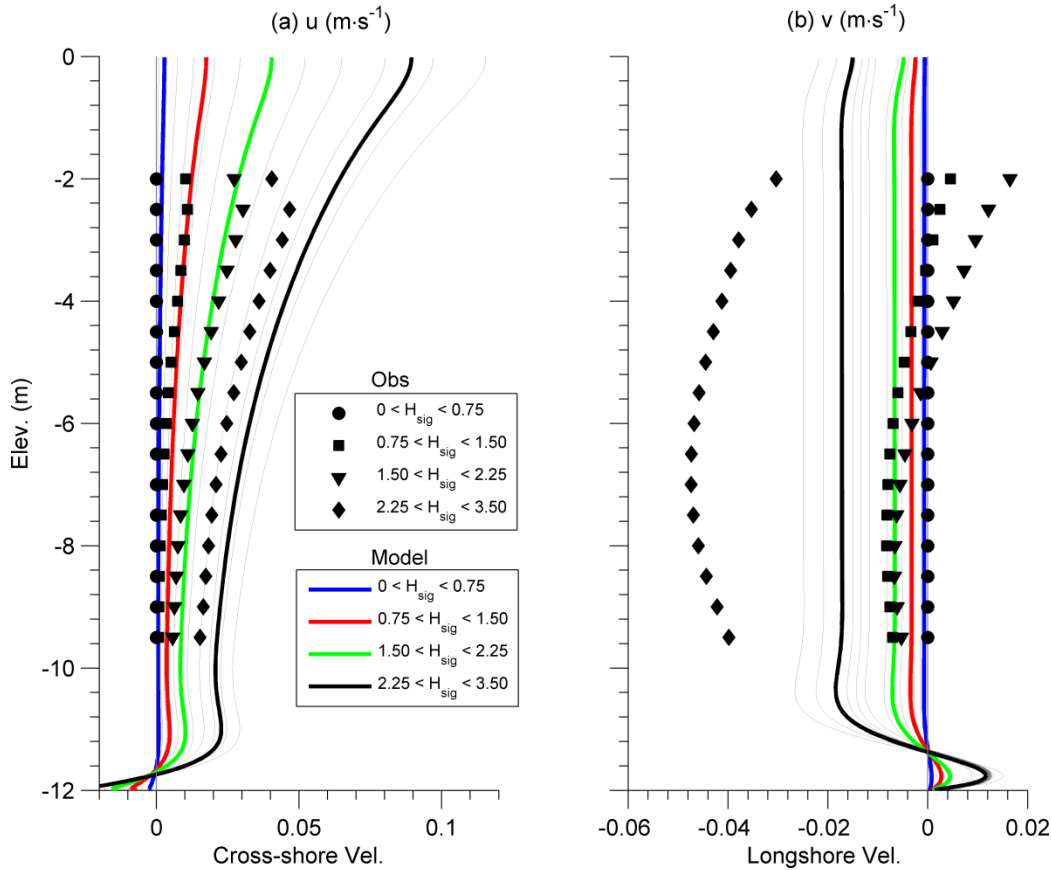 (a) u (m·s⁻¹)
0
-2
-4
-6
-8
-10
-12
Elev. (m)
0
0.05
0.1
Cross-shore Vel.
Obs
0 < H_sig < 0.75
0.75 < H_sig < 1.50
1.50 < H_sig < 2.25
2.25 < H_sig < 3.50
Model
0 < H_sig < 0.75
0.75 < H_sig < 1.50
1.50 < H_sig < 2.25
2.25 < H_sig < 3.50
(b) v (m·s⁻¹)
-0.06
-0.04
-0.02
0
0.02
Longshore Vel.